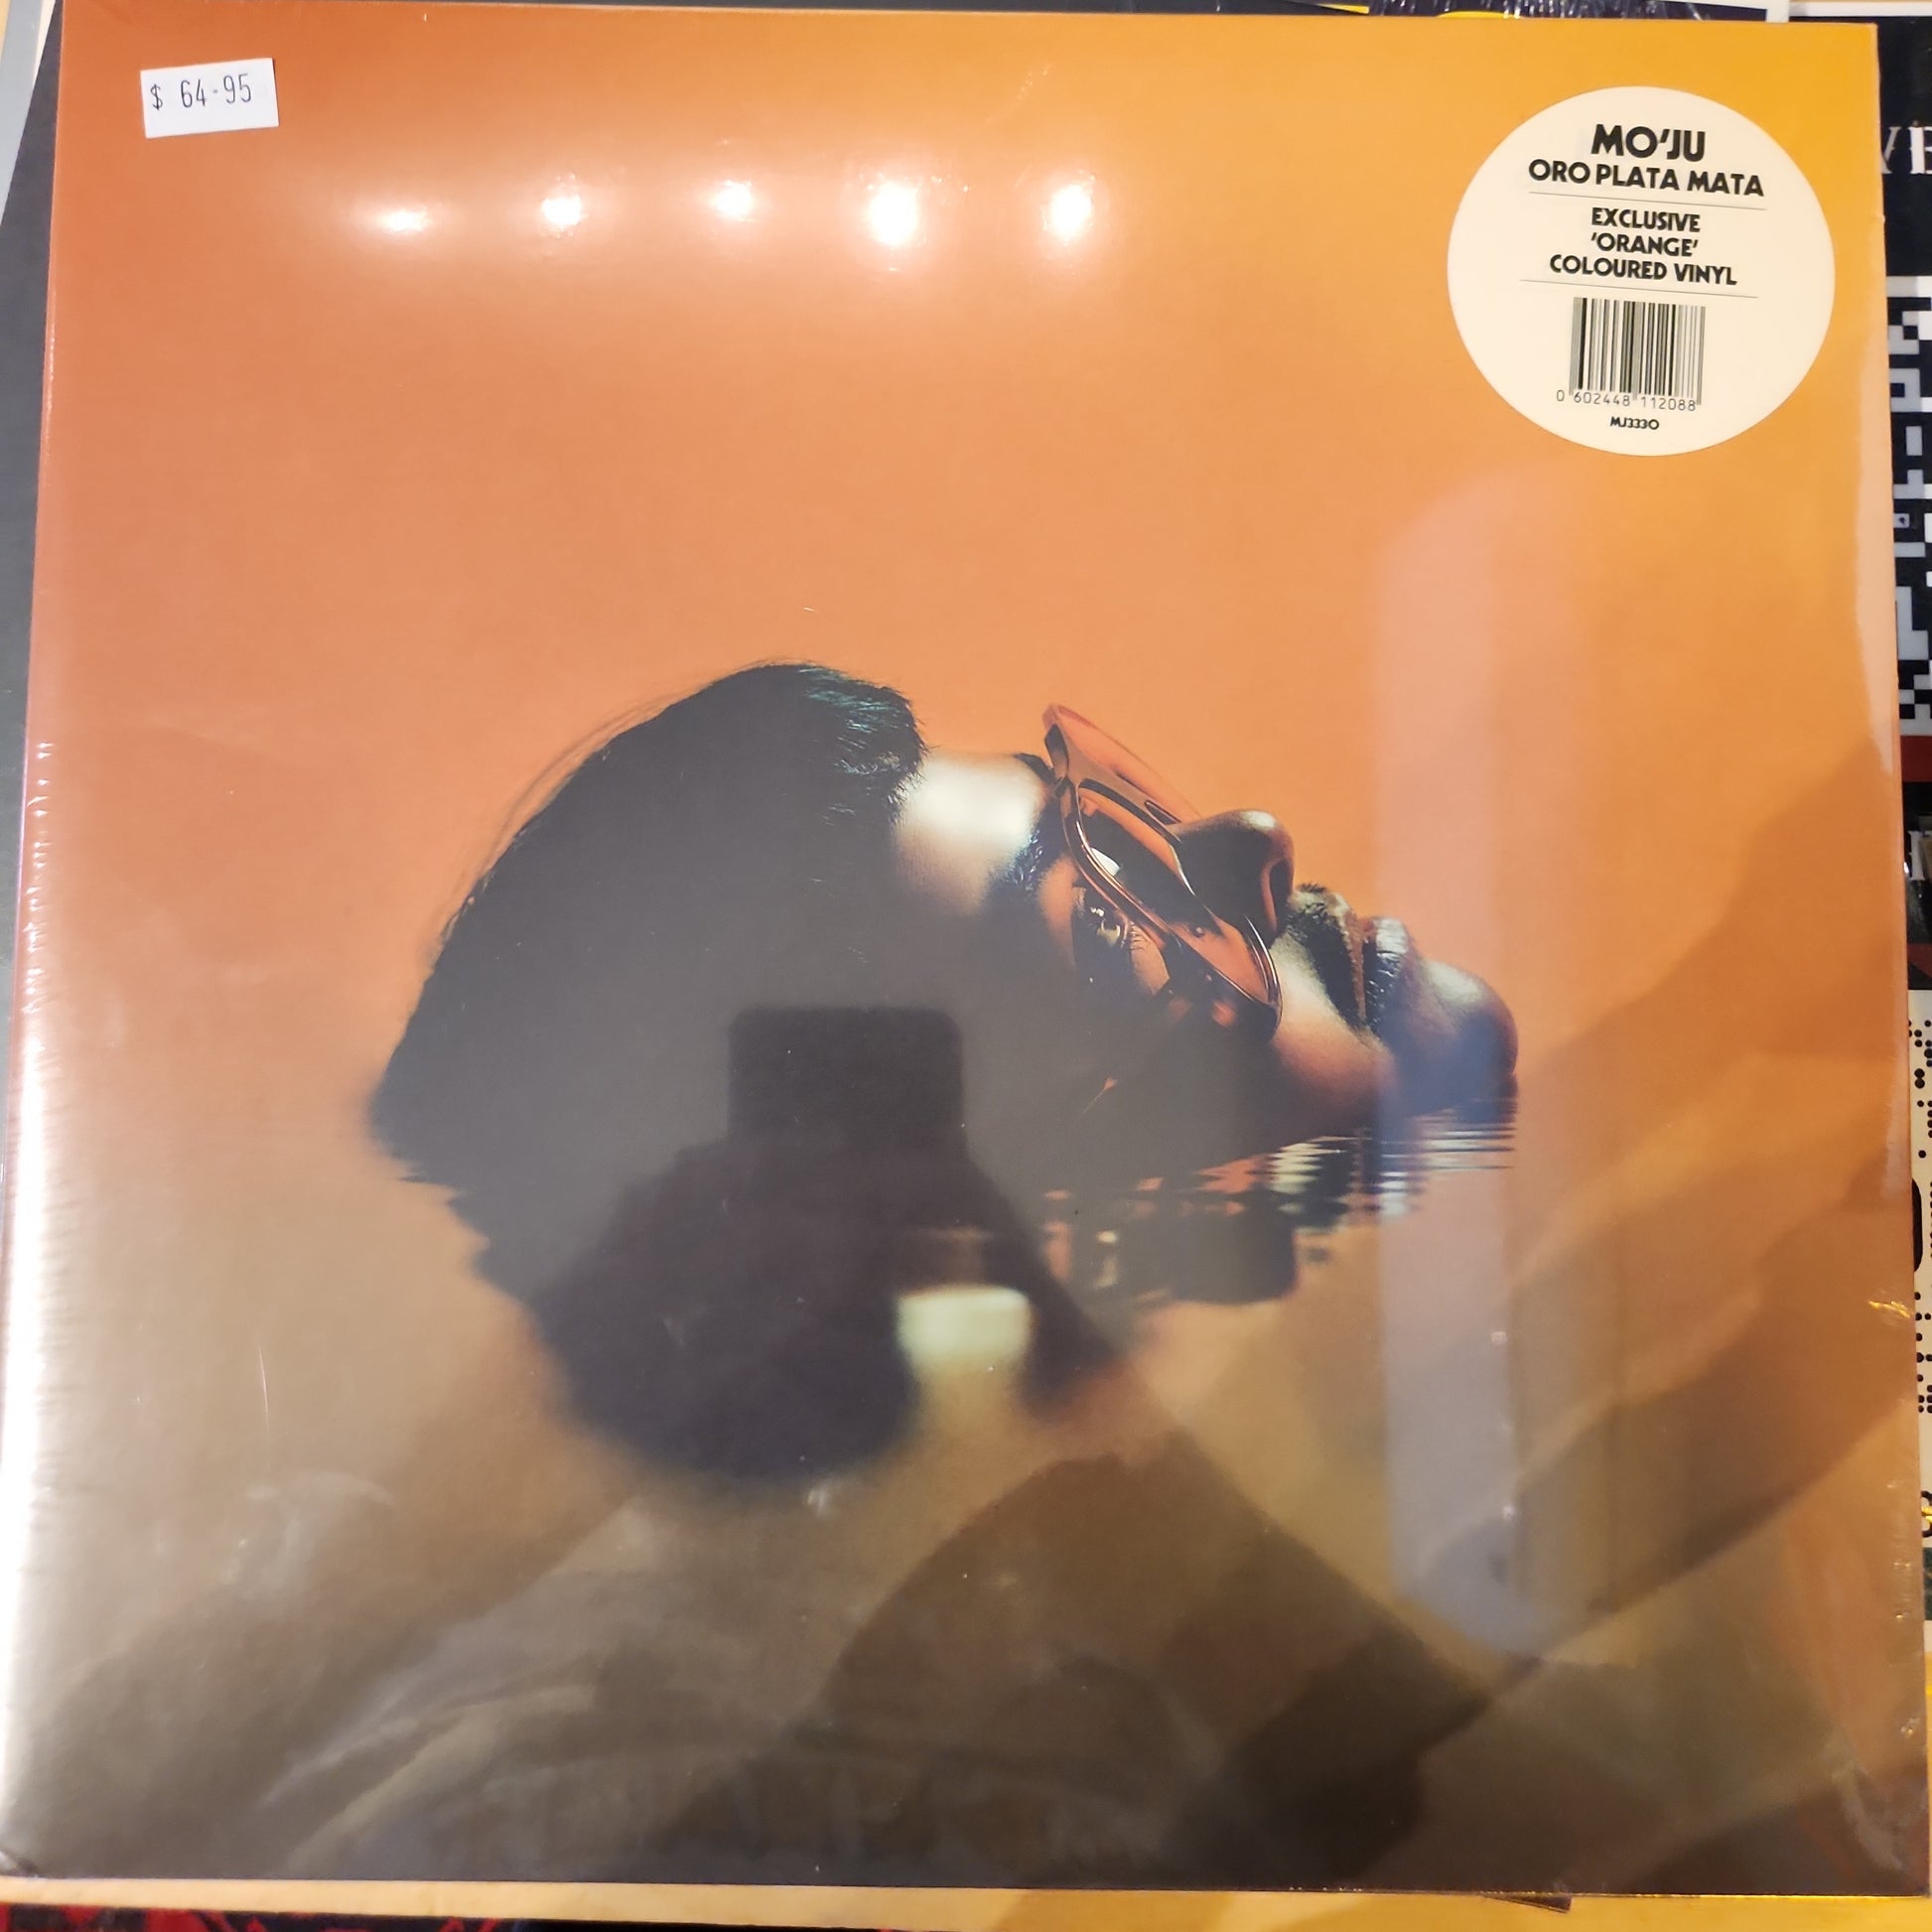 $ 64-95
MO'JU
ORO PLATA MATA
EXCLUSIVE
'ORANGE'
COLOURED VINYL
0 602448 112088
MJ333O